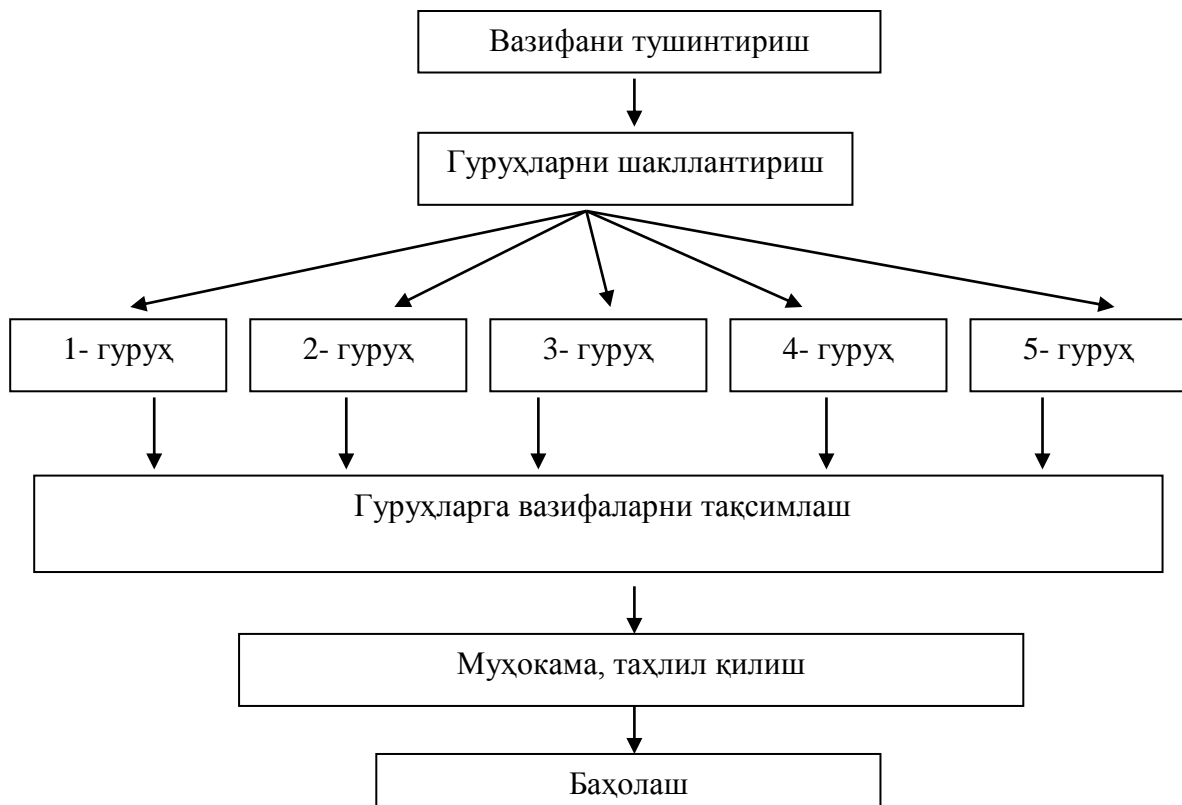 Вазифани тушинтириш
Гуруҳларни шакллантириш
1- гуруҳ
2- гуруҳ
3- гуруҳ
4- гуруҳ
5- гуруҳ
Гуруҳларга вазифаларни тақсимлаш
Муҳокама, таҳлил қилиш
Баҳолаш